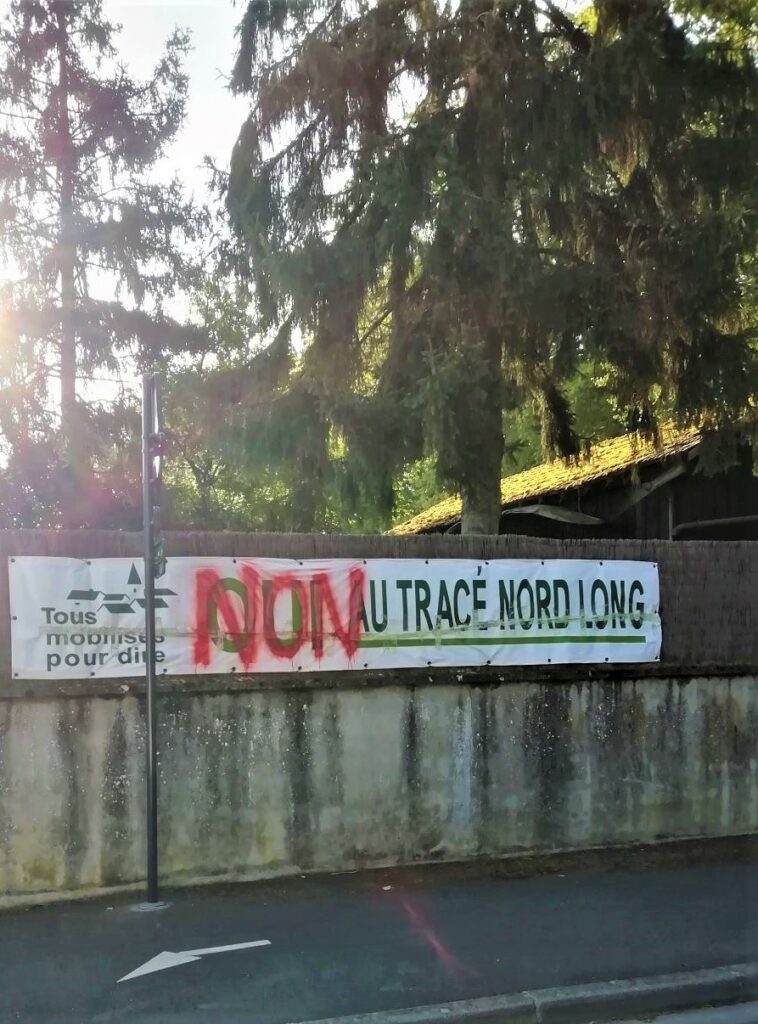 Tous
mobilisés
pour dire
NON AU TRACÉ NORD LONG